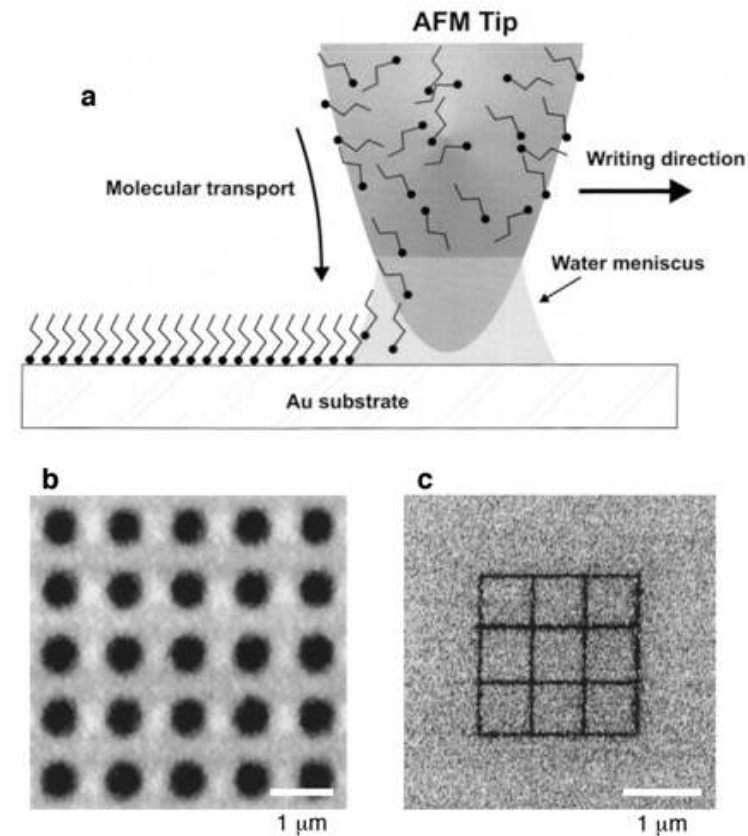 AFM Tip
a
Molecular transport
Writing direction
Water meniscus
Au substrate
b
c
1 μm
1 μm